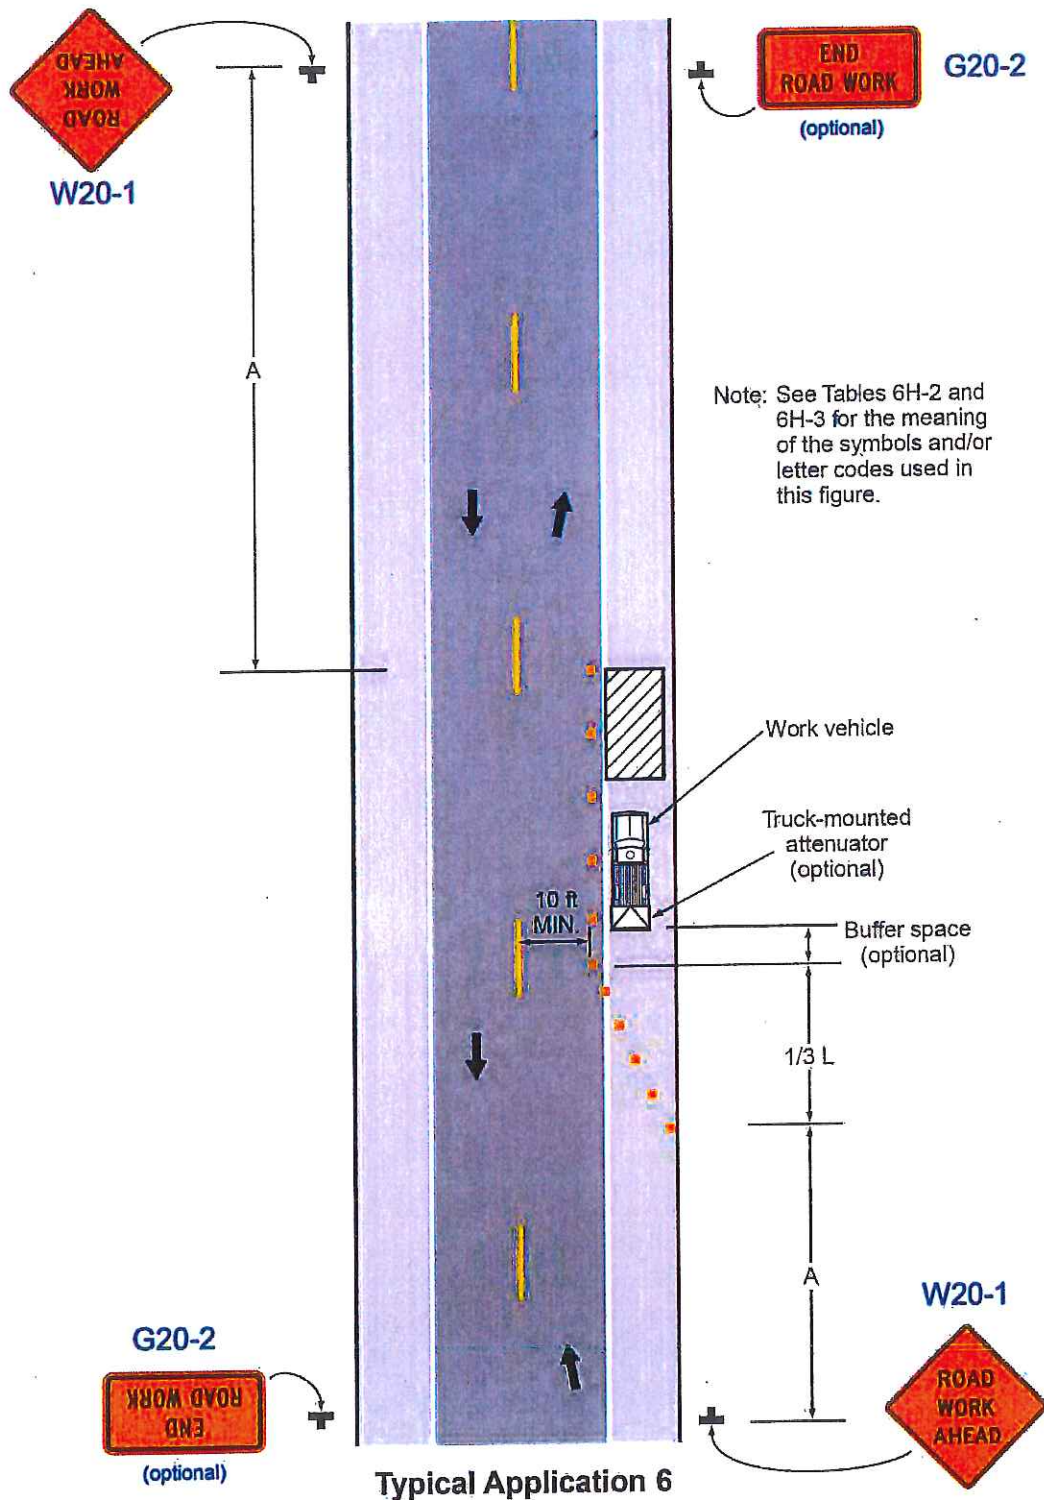 ROAD
WORK
AHEAD
W20-1
END
ROAD WORK
(optional)
G20-2
A
Note: See Tables 6H-2 and
6H-3 for the meaning
of the symbols and/or
letter codes used in
this figure.
Work vehicle
Truck-mounted
attenuator
(optional)
10 ft
MIN.
Buffer space
(optional)
1/3 L
A
W20-1
ROAD
WORK
AHEAD
G20-2
END
ROAD WORK
(optional)
Typical Application 6